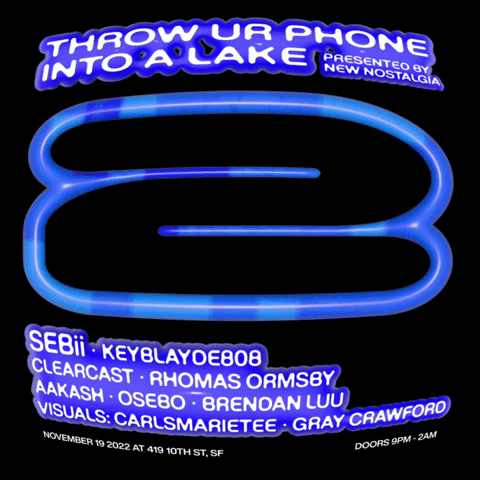 THROW UR PHONE
INTO A LAKE
PRESENTED BY
NEW NOSTALGIA
SEBii · KEYBLAYDE808
CLEARCAST · RHOMAS ORMSBY
AAKASH · OSEBO · BRENDAN LUU
VISUALS: CARLSMARIETEE · GRAY CRAWFORD
NOVEMBER 19 2022 AT 419 10TH ST, SF
DOORS 9PM - 2AM